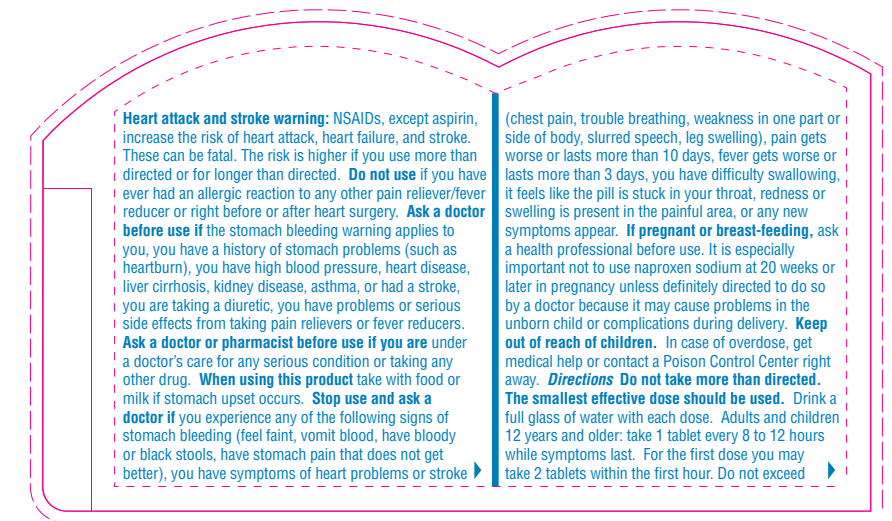 Heart attack and stroke warning: NSAIDs, except aspirin,
increase the risk of heart attack, heart failure, and stroke.
These can be fatal. The risk is higher if you use more than
directed or for longer than directed. Do not use if you have
ever had an allergic reaction to any other pain reliever/fever
reducer or right before or after heart surgery. Ask a doctor
before use if the stomach bleeding warning applies to
you, you have a history of stomach problems (such as
heartburn), you have high blood pressure, heart disease,
liver cirrhosis, kidney disease, asthma, or had a stroke,
you are taking a diuretic, you have problems or serious
side effects from taking pain relievers or fever reducers.
Ask a doctor or pharmacist before use if you are under
a doctor's care for any serious condition or taking any
other drug. When using this product take with food or
milk if stomach upset occurs. Stop use and ask a
doctor if you experience any of the following signs of
stomach bleeding (feel faint, vomit blood, have bloody
or black stools, have stomach pain that does not get
better), you have symptoms of heart problems or stroke
(chest pain, trouble breathing, weakness in one part or
side of body, slurred speech, leg swelling), pain gets
worse or lasts more than 10 days, fever gets worse or
lasts more than 3 days, you have difficulty swallowing,
it feels like the pill is stuck in your throat, redness or
swelling is present in the painful area, or any new
symptoms appear. If pregnant or breast-feeding, ask
a health professional before use. It is especially
important not to use naproxen sodium at 20 weeks or
later in pregnancy unless definitely directed to do so
by a doctor because it may cause problems in the
unborn child or complications during delivery. Keep
out of reach of children. In case of overdose, get
medical help or contact a Poison Control Center right
away. Directions Do not take more than directed.
The smallest effective dose should be used. Drink a
full glass of water with each dose. Adults and children
12 years and older: take 1 tablet every 8 to 12 hours
while symptoms last. For the first dose you may
take 2 tablets within the first hour. Do not exceed